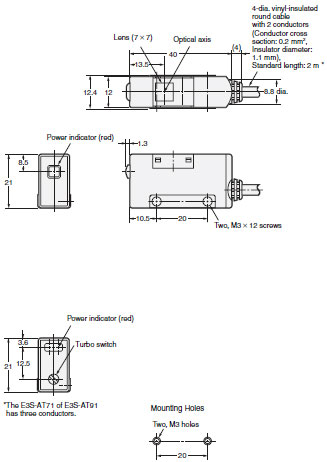 4-dia. vinyl-insulated
round cable
with 2 conductors
(Conductor cross
section: 0.2 mm²,
Insulator diameter:
1.1 mm),
Standard length: 2 m *
Lens (7 × 7)
Optical axis
40
(4)
13.5
12.4
12
8.8 dia.
Power indicator (red)
1.3
8.5
21
10.5
20
Two, M3 × 12 screws
Power indicator (red)
3.6
Turbo switch
21
12.5
*The E3S-AT71 of E3S-AT91
has three conductors.
Mounting Holes
Two, M3 holes
20